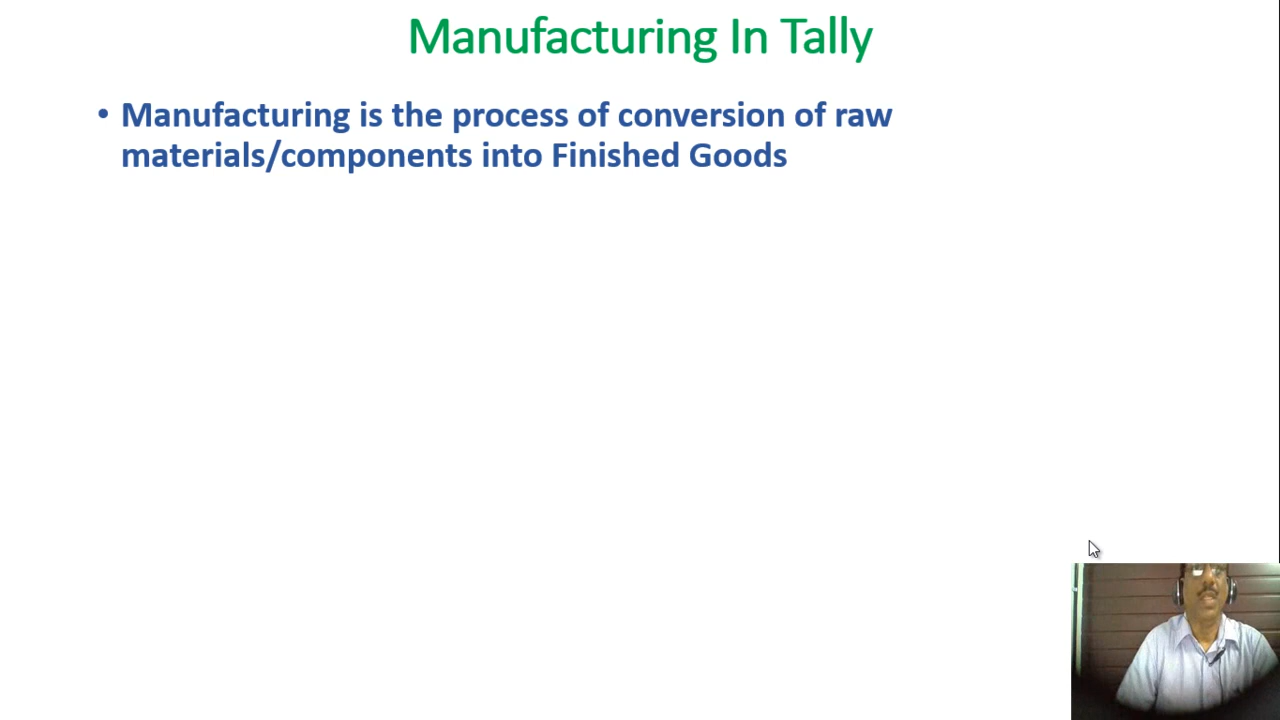 Manufacturing In Tally
• Manufacturing is the process of conversion of raw
materials/components into Finished Goods